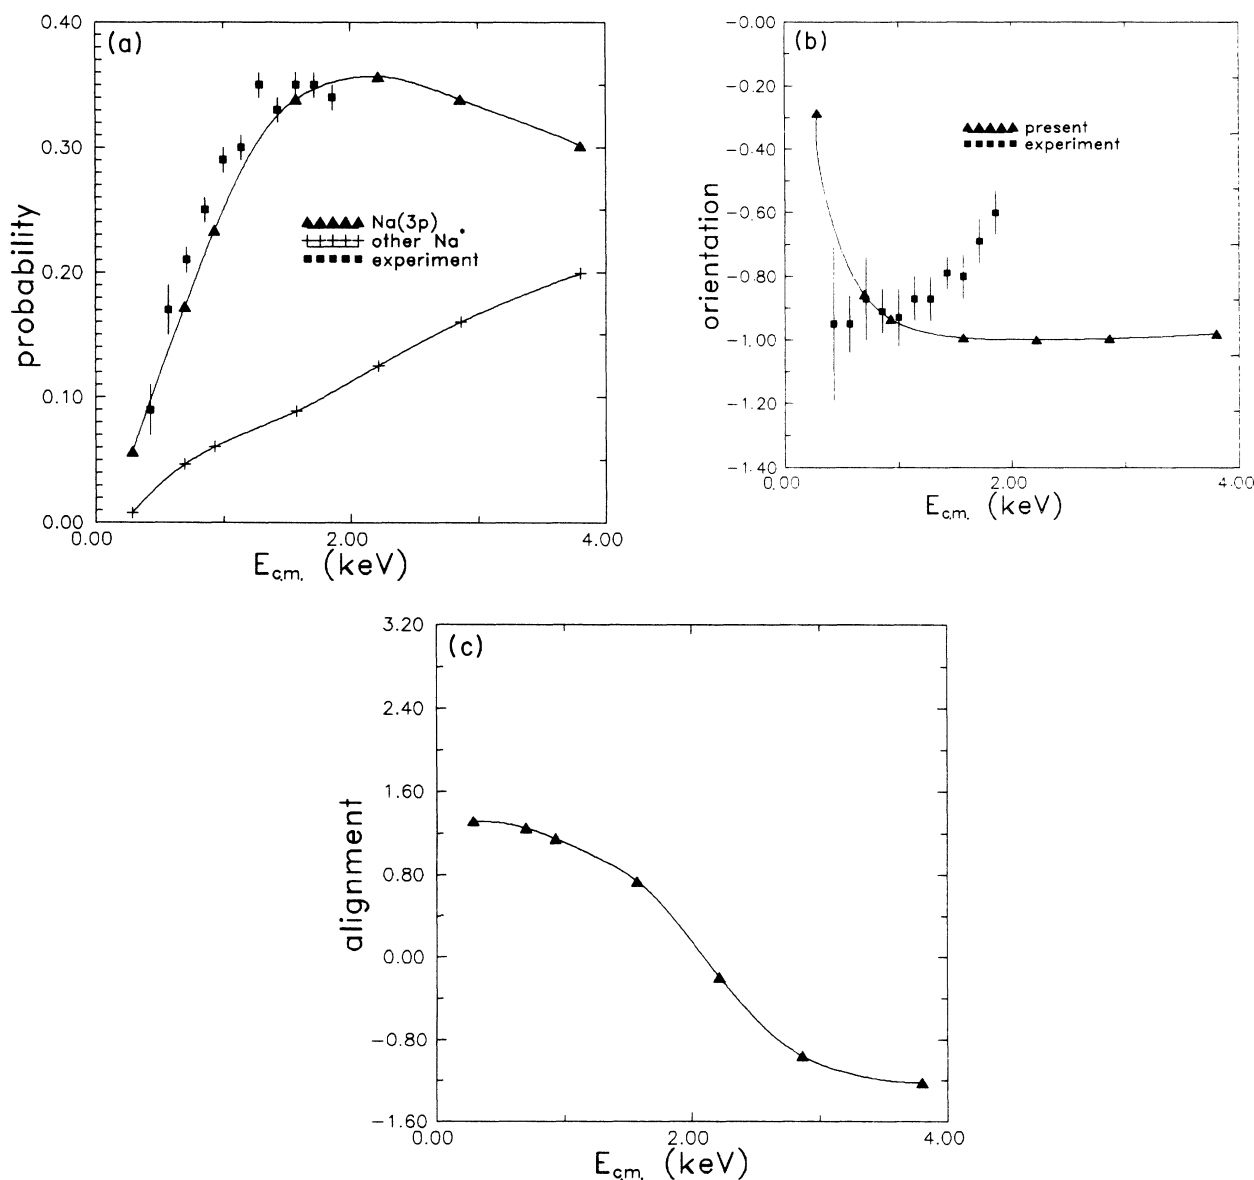 (a)
0.40
0.30
0.20
0.10
0.00
probability
Na(3p)
other Na*
experiment
0.00
2.00
4.00
E c.m. (keV)
(b)
-0.00
-0.20
-0.40
-0.60
-0.80
-1.00
-1.20
-1.40
orientation
present
experiment
0.00
2.00
4.00
E c.m. (keV)
(c)
3.20
2.40
1.60
0.80
0.00
-0.80
-1.60
alignment
0.00
2.00
4.00
E c.m. (keV)